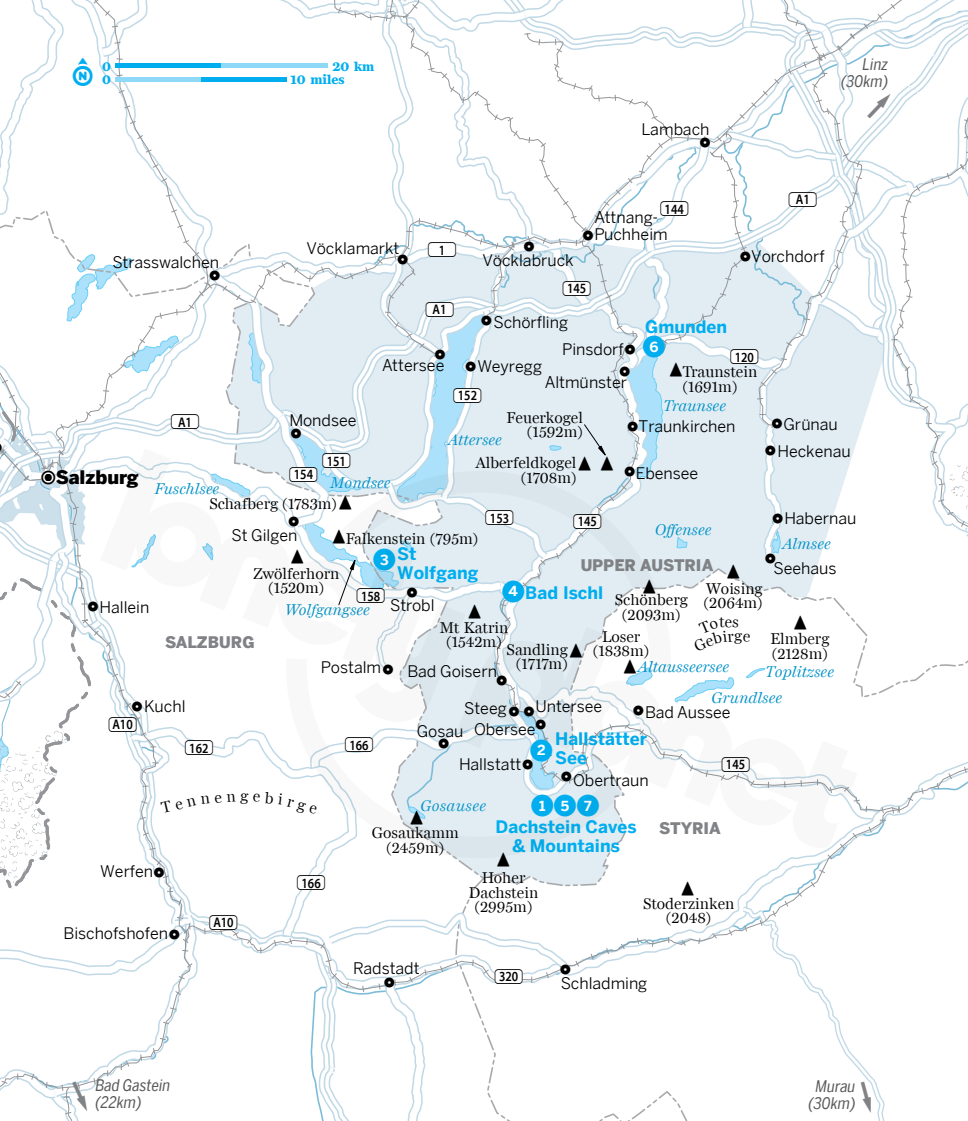 0
20 km
N
0
10 miles
Linz
(30km)
Lambach
A1
144
Attnang-
Puchheim
Vöcklamarkt
1
Vöcklabruck
Vorchdorf
Strasswalchen
145
A1
Schörfling
Gmunden
6
Pinsdorf
120
Attersee
Weyregg
Altmünster
Traunstein
(1691m)
152
Traunsee
A1
Mondsee
Feuerkogel
(1592m)
Traunkirchen
Grünau
Attersee
Heckenau
151
154
Alberfeldkogel
(1708m)
Ebensee
Salzburg
Fuschlsee
Mondsee
Schafberg (1783m)
153
145
Habernau
St Gilgen
Falkenstein (795m)
Offensee
Almsee
3
St
Wolfgang
UPPER AUSTRIA
Seehaus
Zwölferhorn
(1520m)
Woising
(2064m)
Wolfgangsee
158
Strobl
4
Bad Ischl
Schönberg
(2093m)
Hallein
Mt Katrin
(1542m)
Totes
Gebirge
Elmberg
(2128m)
SALZBURG
Sandling
(1717m)
Loser
(1838m)
Postalm
Bad Goisern
Altausseersee
Toplitzsee
Grundlsee
Kuchl
A10
Steeg
Untersee
Bad Aussee
Obersee
Gosau
162
166
2
Hallstätter
See
Hallstatt
145
Obertraun
Tennengebirge
Gosausee
1
5
7
Gosaukamm
(2459m)
Dachstein Caves
& Mountains
STYRIA
Werfen
166
Hoher
Dachstein
(2995m)
Stoderzinken
(2048)
A10
Bischofshofen
Radstadt
320
Schladming
Bad Gastein
(22km)
Murau
(30km)